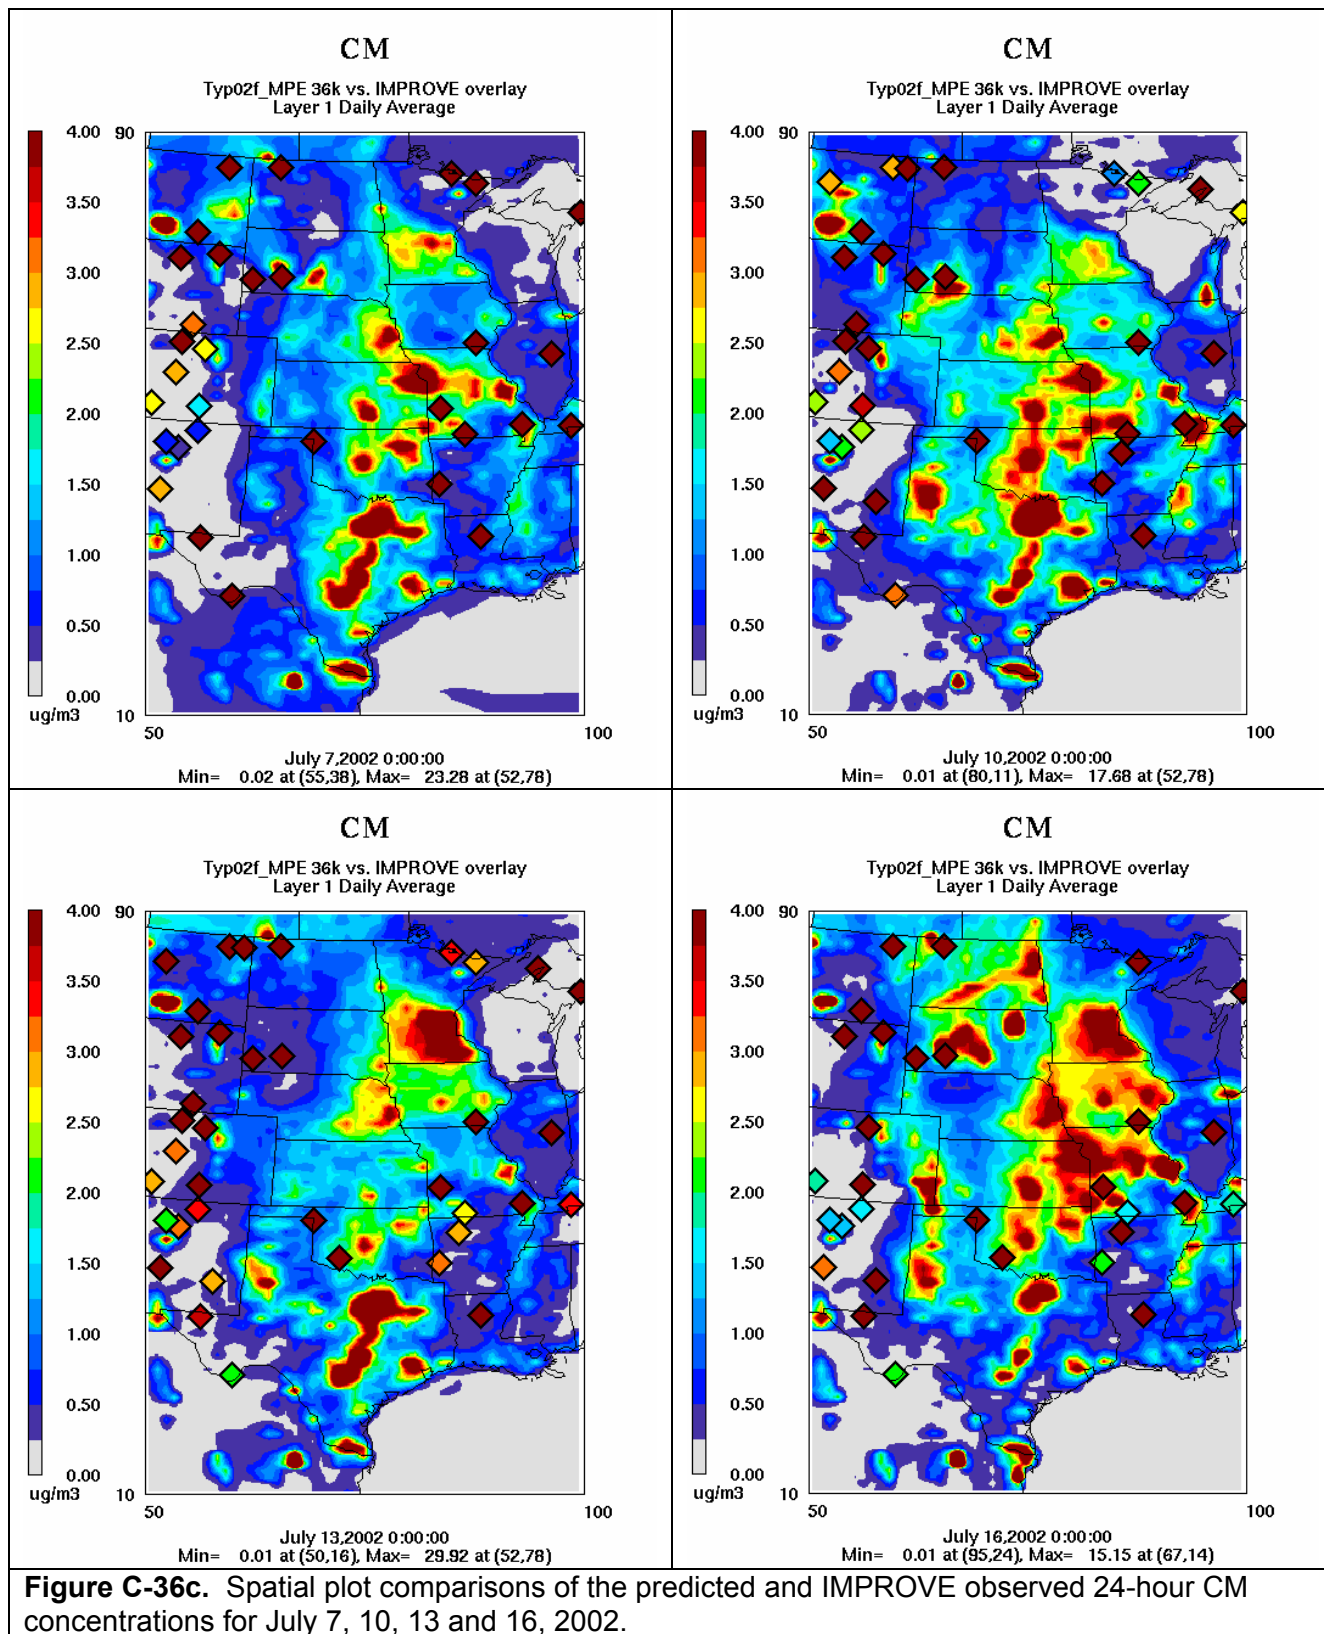 CM
Typ02f_MPE 36k vs. IMPROVE overlay
Layer 1 Daily Average
4.00
3.50
3.00
2.50
2.00
1.50
1.00
0.50
0.00
ug/m3
90
10
50
100
July 7,2002 0:00:00
Min= 0.02 at (55,38), Max= 23.28 at (52,78)
CM
Typ02f_MPE 36k vs. IMPROVE overlay
Layer 1 Daily Average
4.00
3.50
3.00
2.50
2.00
1.50
1.00
0.50
0.00
ug/m3
90
10
50
100
July 10,2002 0:00:00
Min= 0.01 at (80,11), Max= 17.68 at (52,78)
CM
Typ02f_MPE 36k vs. IMPROVE overlay
Layer 1 Daily Average
4.00
3.50
3.00
2.50
2.00
1.50
1.00
0.50
0.00
ug/m3
90
10
50
100
July 13,2002 0:00:00
Min= 0.01 at (50,16), Max= 29.92 at (52,78)
CM
Typ02f_MPE 36k vs. IMPROVE overlay
Layer 1 Daily Average
4.00
3.50
3.00
2.50
2.00
1.50
1.00
0.50
0.00
ug/m3
90
10
50
100
July 16,2002 0:00:00
Min= 0.01 at (95,24), Max= 15.15 at (67,14)
Figure C-36c. Spatial plot comparisons of the predicted and IMPROVE observed 24-hour CM
concentrations for July 7, 10, 13 and 16, 2002.